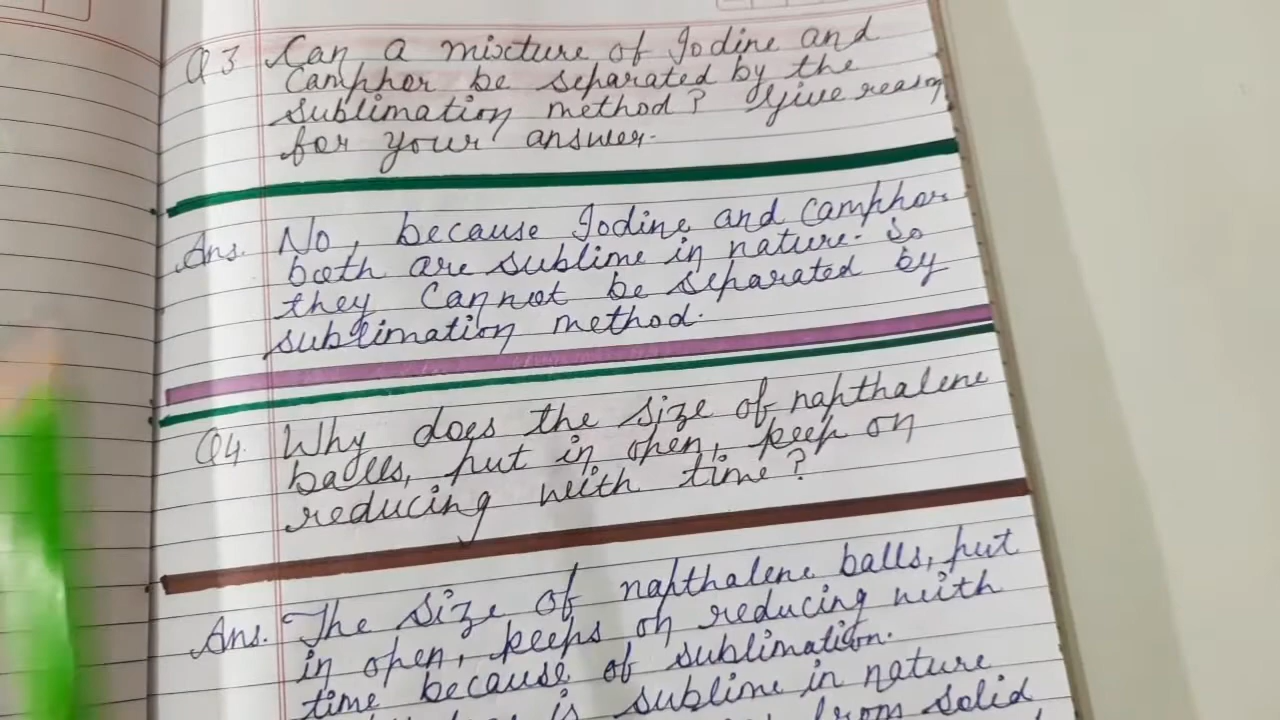 Q3 Can a mixture of Iodine and
Camphor be separated by the
sublimation method? Give reason
for your answer.
Ans. No, because Iodine and camphor
both are sublime in nature. So
they cannot be separated by
sublimation method.
Q4. Why does the size of napthalene
balls, put in open, keep on
reducing with time?
Ans. The size of napthalene balls, put
in open, keeps on reducing with
time because of sublimation.
is sublime in nature
from solid